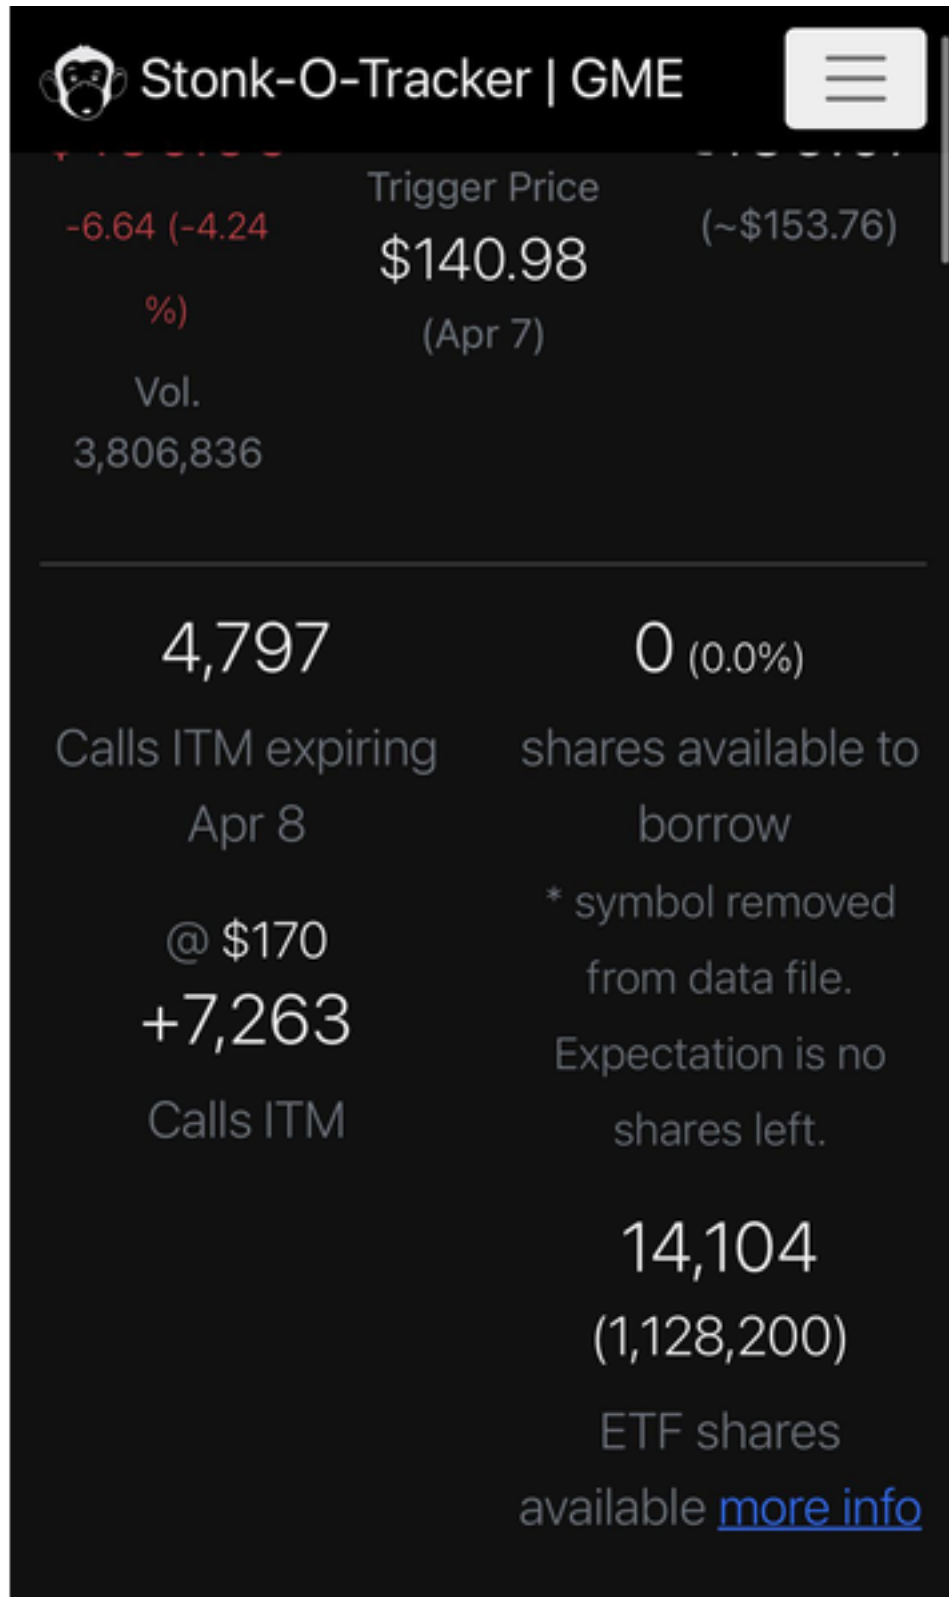 Stonk-O-Tracker | GME
-6.64 (-4.24
%)
Vol.
3,806,836
Trigger Price
$140.98
(Apr 7)
(~$153.76)
4,797
Calls ITM expiring
Apr 8
@ $170
+7,263
Calls ITM
0 (0.0%)
shares available to
borrow
* symbol removed
from data file.
Expectation is no
shares left.
14,104
(1,128,200)
ETF shares
available more info